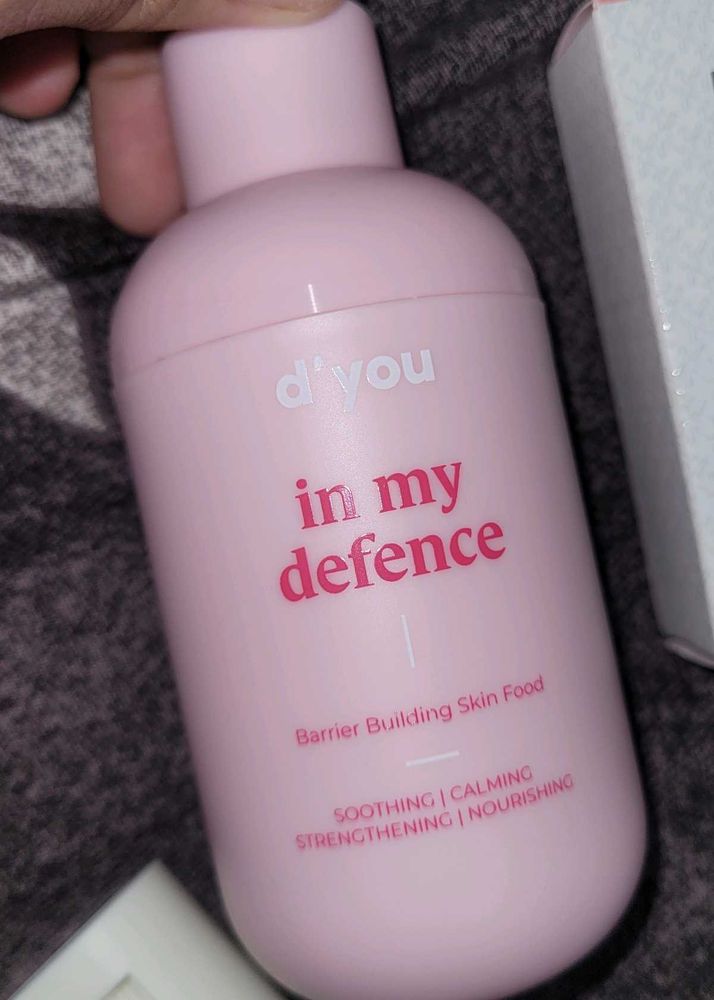 d'you
in my
defence
Barrier Building Skin Food
SOOTHING | CALMING
STRENGTHENING | NOURISHING